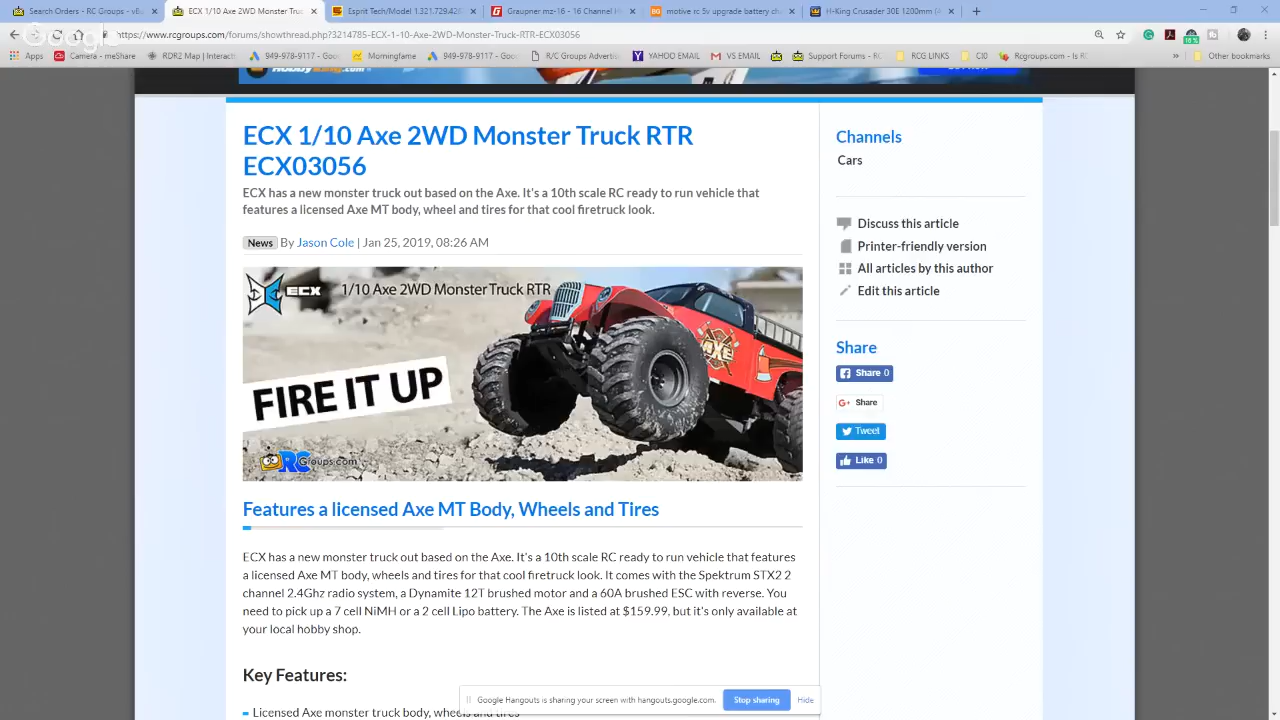 Search Orders - RC Groups - vBu
ECX 1/10 Axe 2WD Monster Truc
Esprit Tech/Model 1.321.729.428
Graupner mz-16 - 16 Channel H
motive rc 5v upgrade battery ch
H-King Crusader 30E 1200mm (A
https://www.rcgroups.com/forums/showthread.php?3214785-ECX-1-10-Axe-2WD-Monster-Truck-RTR-ECX03056
Google
Apps
Camera - meShare
RDR2 Map | Interacti
949-978-9117 - Goo
Morningfame
949-978-9117 - Goo
R/C Groups Advertis
YAHOO EMAIL
VS EMAIL
Support Forums - RC
RCG LINKS
Rcgroups.com - Is RC
»
Other bookmarks
ECX 1/10 Axe 2WD Monster Truck RTR
ECX03056
ECX has a new monster truck out based on the Axe. It's a 10th scale RC ready to run vehicle that
features a licensed Axe MT body, wheel and tires for that cool firetruck look.
News By Jason Cole | Jan 25, 2019, 08:26 AM
ECX 1/10 Axe 2WD Monster Truck RTR
FIRE IT UP
AXE
RCGroups.com
Features a licensed Axe MT Body, Wheels and Tires
ECX has a new monster truck out based on the Axe. It's a 10th scale RC ready to run vehicle that features
a licensed Axe MT body, wheels and tires for that cool firetruck look. It comes with the Spektrum STX2 2
channel 2.4Ghz radio system, a Dynamite 12T brushed motor and a 60A brushed ESC with reverse. You
need to pick up a 7 cell NiMH or a 2 cell Lipo battery. The Axe is listed at $159.99, but it's only available at
your local hobby shop.
Key Features:
Licensed Axe monster truck body, wheels and tires
Channels
Cars
Discuss this article
Printer-friendly version
All articles by this author
Edit this article
Share
Share 0
G+ Share
Tweet
Like 0
Google Hangouts is sharing your screen with hangouts.google.com.
Stop sharing
Hide